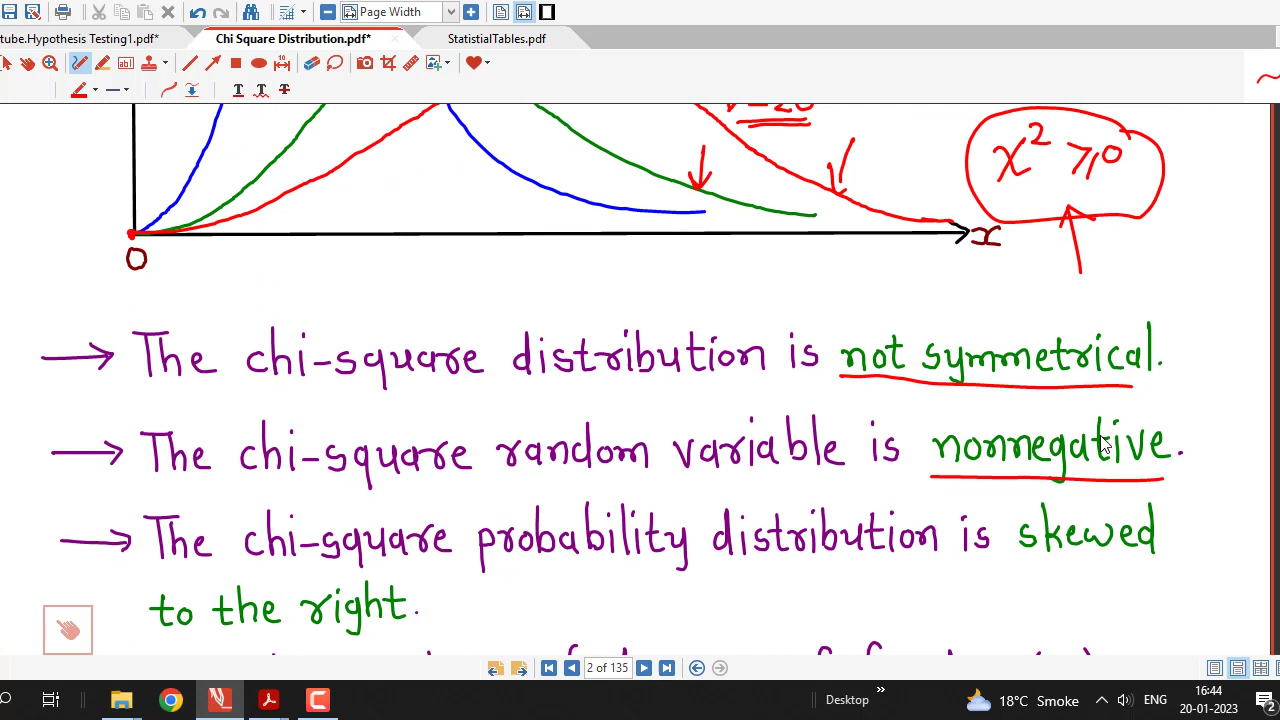 Page Width
tube.Hypothesis Testing1.pdf*
Chi Square Distribution.pdf*
StatistialTables.pdf
χ² ≥ 0
0
x
→ The chi-square distribution is not symmetrical.
→ The chi-square random variable is nonnegative.
→ The chi-square probability distribution is skewed
to the right.
2 of 135
Desktop
18°C Smoke
ENG
16:44
20-01-2023
2